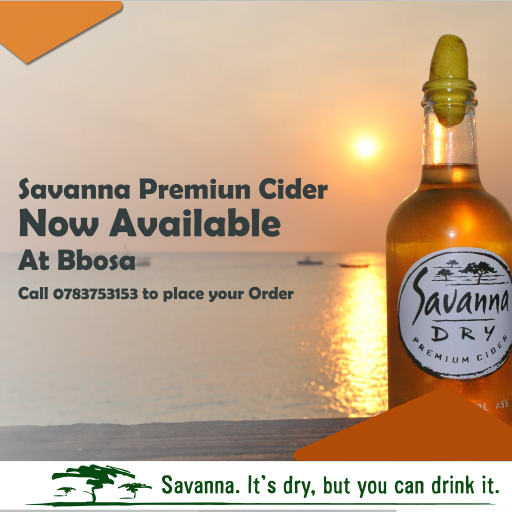 Savanna Premiun Cider
Now Available
At Bbosa
Call 0783753153 to place your Order
Savanna
DRY
PREMIUM CIDER
Savanna. It's dry, but you can drink it.